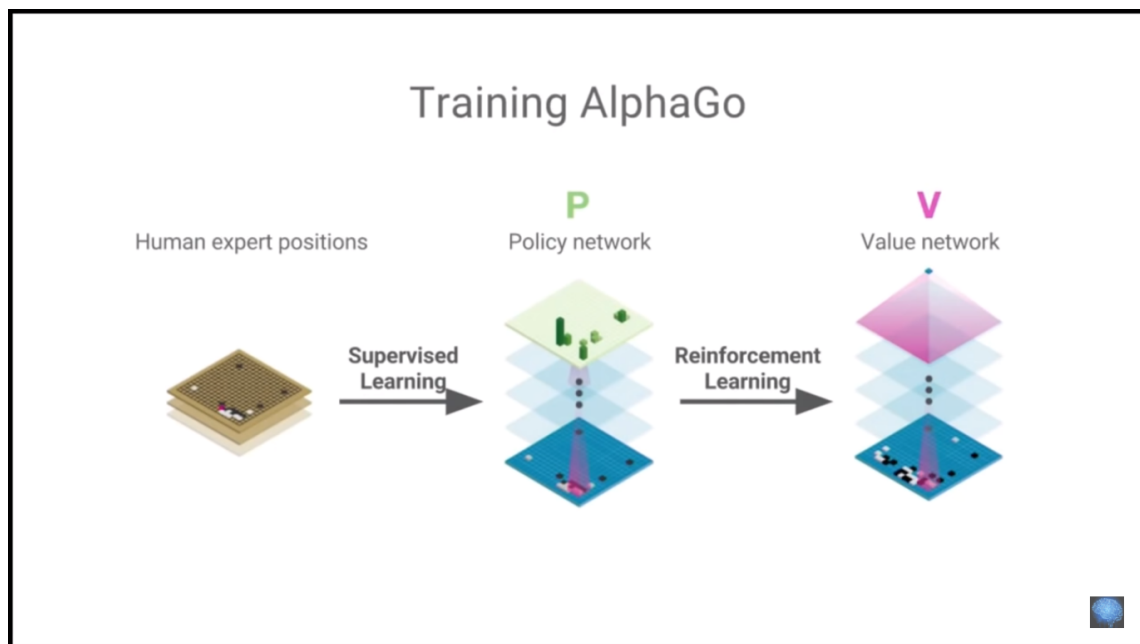 Training AlphaGo
P
V
Human expert positions
Policy network
Value network
Supervised
Learning
Reinforcement
Learning